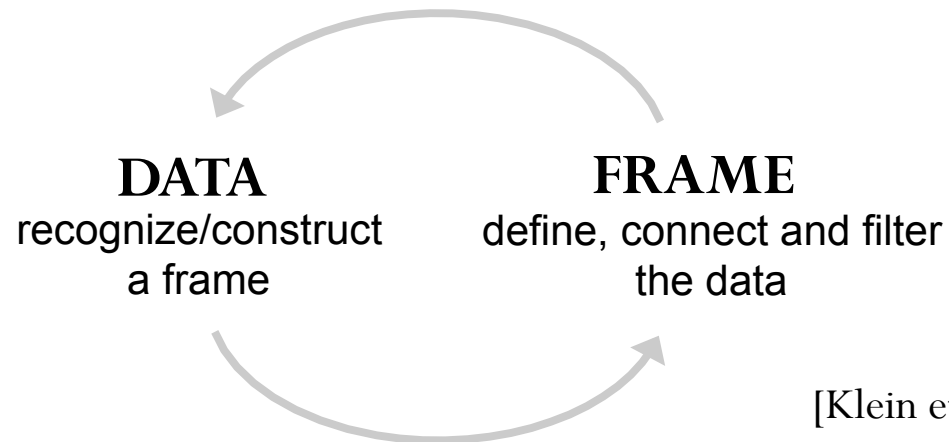 DATA
recognize/construct
a frame
FRAME
define, connect and filter
the data
[Klein